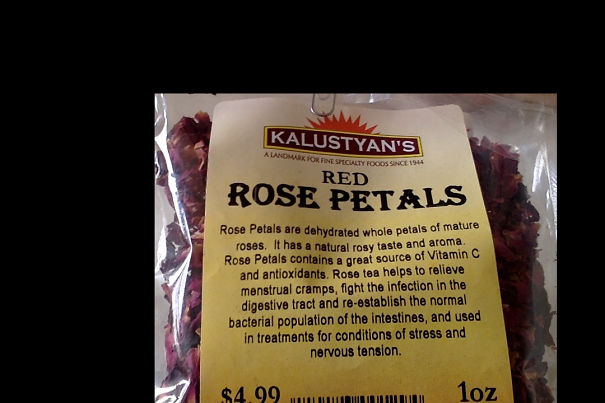 KALUSTYAN'S
A LANDMARK FOR FINE SPECIALTY FOODS SINCE 1944
RED
ROSE PETALS
Rose Petals are dehydrated whole petals of mature
roses. It has a natural rosy taste and aroma.
Rose Petals contains a great source of Vitamin C
and antioxidants. Rose tea helps to relieve
menstrual cramps, fight the infection in the
digestive tract and re-establish the normal
bacterial population of the intestines, and used
in treatments for conditions of stress and
nervous tension.
$4.99 1oz